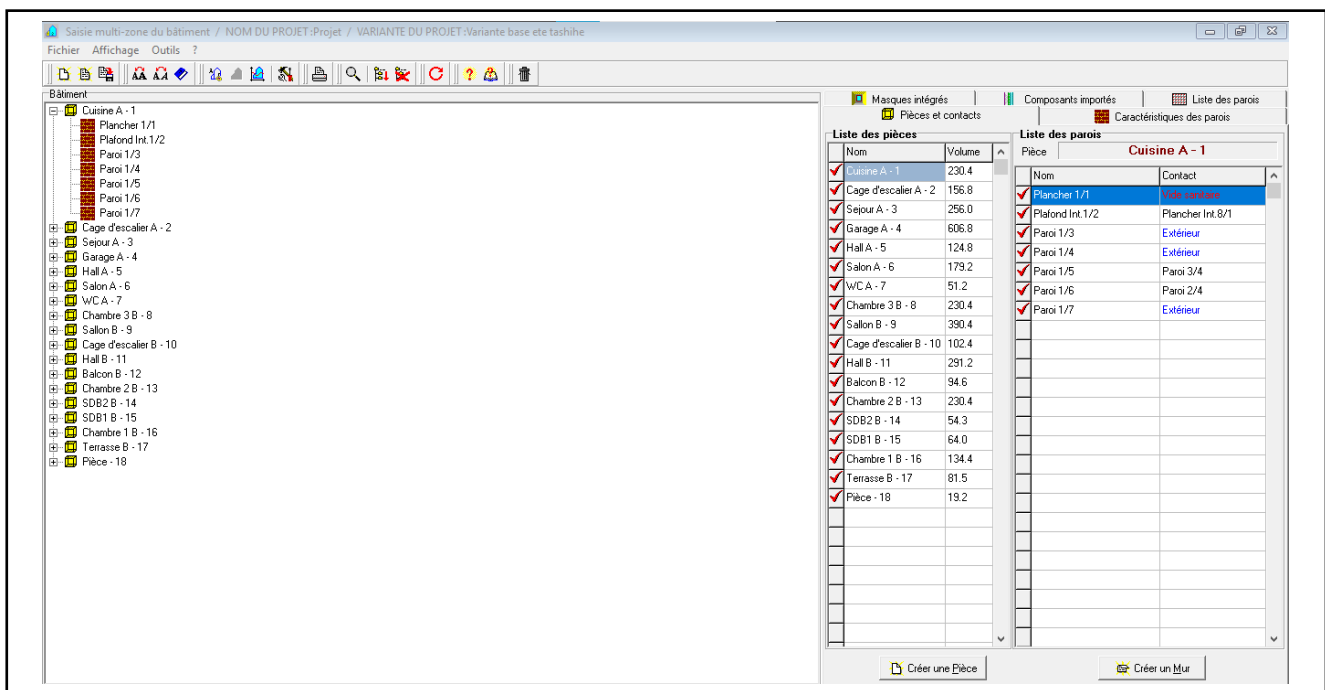 Saisie multi-zone du bâtiment / NOM DU PROJET :Projet / VARIANTE DU PROJET :Variante base ete tashihe
Fichier Affichage Outils ?
Bâtiment
Cuisine A - 1
Plancher 1/1
Plafond Int.1/2
Paroi 1/3
Paroi 1/4
Paroi 1/5
Paroi 1/6
Paroi 1/7
Cage d'escalier A - 2
Sejour A - 3
Garage A - 4
Hall A - 5
Salon A - 6
WC A - 7
Chambre 3 B - 8
Sallon B - 9
Cage d'escalier B - 10
Hall B - 11
Balcon B - 12
Chambre 2 B - 13
SDB2 B - 14
SDB1 B - 15
Chambre 1 B - 16
Terrasse B - 17
Pièce - 18
Masques intégrés Composants importés Liste des parois
Pièces et contacts Caractéristiques des parois
Liste des pièces
Nom Volume
Cuisine A - 1 230.4
Cage d'escalier A - 2 156.8
Sejour A - 3 256.0
Garage A - 4 606.8
Hall A - 5 124.8
Salon A - 6 179.2
WC A - 7 51.2
Chambre 3 B - 8 230.4
Sallon B - 9 390.4
Cage d'escalier B - 10 102.4
Hall B - 11 291.2
Balcon B - 12 94.6
Chambre 2 B - 13 230.4
SDB2 B - 14 54.3
SDB1 B - 15 64.0
Chambre 1 B - 16 134.4
Terrasse B - 17 81.5
Pièce - 18 19.2
Créer une Pièce
Liste des parois
Pièce Cuisine A - 1
Nom Contact
Plancher 1/1 Vide sanitaire
Plafond Int.1/2 Plancher Int.8/1
Paroi 1/3 Extérieur
Paroi 1/4 Extérieur
Paroi 1/5 Paroi 3/4
Paroi 1/6 Paroi 2/4
Paroi 1/7 Extérieur
Créer un Mur